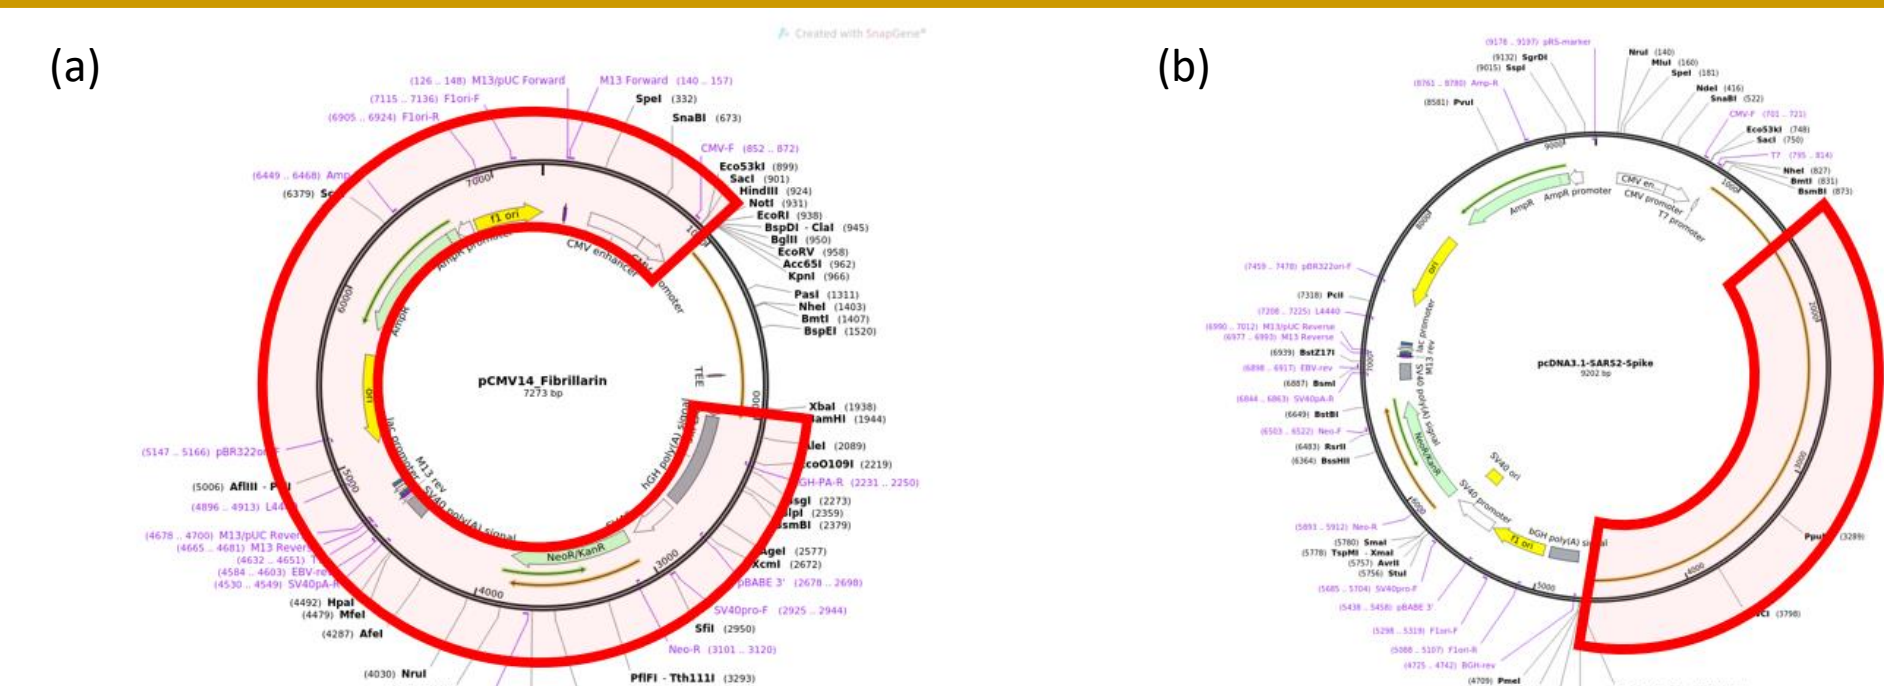 (a)
Created with SnapGene®
(126 .. 148) M13/pUC Forward
M13 Forward (140 .. 157)
(7115 .. 7136) F1ori-F
SpeI (332)
(6905 .. 6924) F1ori-R
SnaBI (673)
CMV-F (852 .. 872)
Eco53kI (899)
(6449 .. 6468) Amp
SacI (901)
(6379) Sc
HindIII (924)
NotI (931)
EcoRI (938)
BspDI - ClaI (945)
BglII (950)
EcoRV (958)
Acc65I (962)
KpnI (966)
PasI (1311)
NheI (1403)
BmtI (1407)
BspEI (1520)
7000
f1 ori
AmpR promoter
CMV enhancer
6000
AmpR
ori
TEE
pCMV14_Fibrillarin
7273 bp
XbaI (1938)
BamHI (1944)
AleI (2089)
EcoO109I (2219)
GH-PA-R (2231 .. 2250)
(2273)
(2359)
(2379)
AgeI (2577)
XcmI (2672)
pBABE 3' (2678 .. 2698)
SV40pro-F (2925 .. 2944)
SfiI (2950)
Neo-R (3101 .. 3120)
PflFI - Tth111I (3293)
hGH poly(A) signal
lac promoter
M13 rev
SV40 poly(A) signal
NeoR/KanR
3000
4000
5000
(5147 .. 5166) pBR322ori-F
(5006) AflIII -
(4896 .. 4913) L44
(4678 .. 4700) M13/pUC Rever
(4665 .. 4681) M13 Revers
(4632 .. 4651)
(4584 .. 4603) EBV-rev
(4530 .. 4549) SV40pA-R
(4492) HpaI
(4479) MfeI
(4287) AfeI
(4030) NruI
(b)
(9178 .. 9197) pRS-marker
(9132) SgrDI
(9015) SspI
(8761 .. 8780) Amp-R
(8581) PvuI
NruI (140)
MluI (160)
SpeI (181)
NdeI (416)
SnaBI (522)
CMV-F (701 .. 721)
Eco53kI (748)
SacI (750)
T7 (795 .. 814)
NheI (827)
BmtI (831)
BsmBI (873)
9000
1000
AmpR
AmpR promoter
CMV en...
CMV promoter
T7 promoter
8000
ori
(7459 .. 7478) pBR322ori-F
(7318) PciI
(7208 .. 7225) L4440
(6990 .. 7012) M13/pUC Reverse
(6977 .. 6993) M13 Reverse
(6939) BstZ17I
(6898 .. 6917) EBV-rev
(6887) BsmI
(6844 .. 6863) SV40pA-R
(6649) BstBI
(6503 .. 6522) Neo-F
(6483) RsrII
(6364) BssHII
7000
lac promoter
M13 rev
SV40 poly(A) signal
NeoR/KanR
pcDNA3.1-SARS2-Spike
9202 bp
2000
3000
SV40 ori
SV40 promoter
f1 ori
bGH poly(A) signal
6000
5000
4000
(3289)
(3798)
(5893 .. 5912) Neo-R
(5780) SmaI
(5778) TspMI - XmaI
(5757) AvrII
(5756) StuI
(5685 .. 5704) SV40pro-F
(5438 .. 5458) pBABE 3'
(5298 .. 5319) F1ori-F
(5088 .. 5107) F1ori-R
(4725 .. 4742) BGH-rev
(4709) PmeI